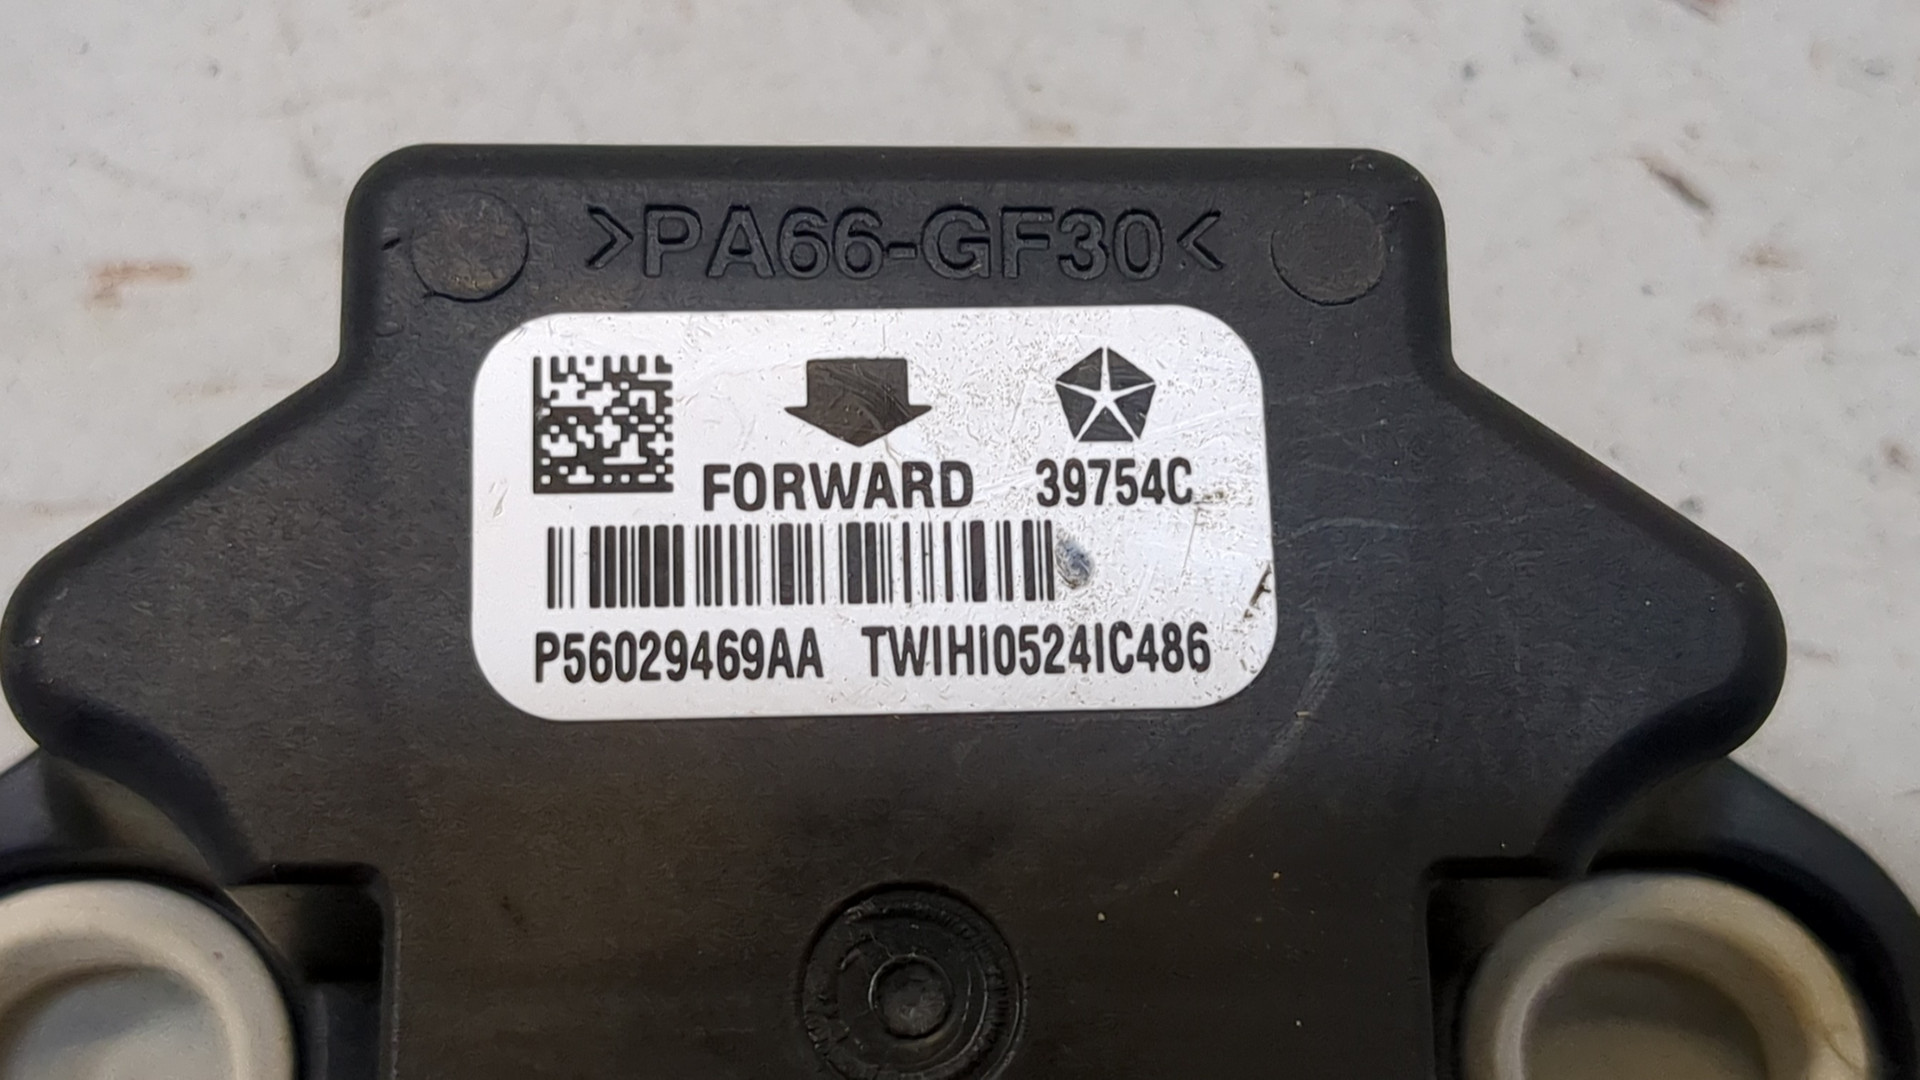 >PA66-GF30<
FORWARD 39754C
P56029469AA TWIHI0524IC486